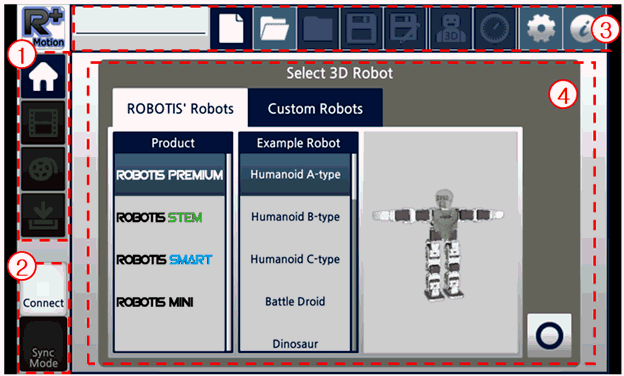 R+
Motion
3D
i
①
②
③
④
Select 3D Robot
ROBOTIS' Robots
Custom Robots
Product
Example Robot
ROBOTIS PREMIUM
Humanoid A-type
ROBOTIS STEM
Humanoid B-type
ROBOTIS SMART
Humanoid C-type
ROBOTIS MINI
Battle Droid
Dinosaur
Connect
Sync
Mode